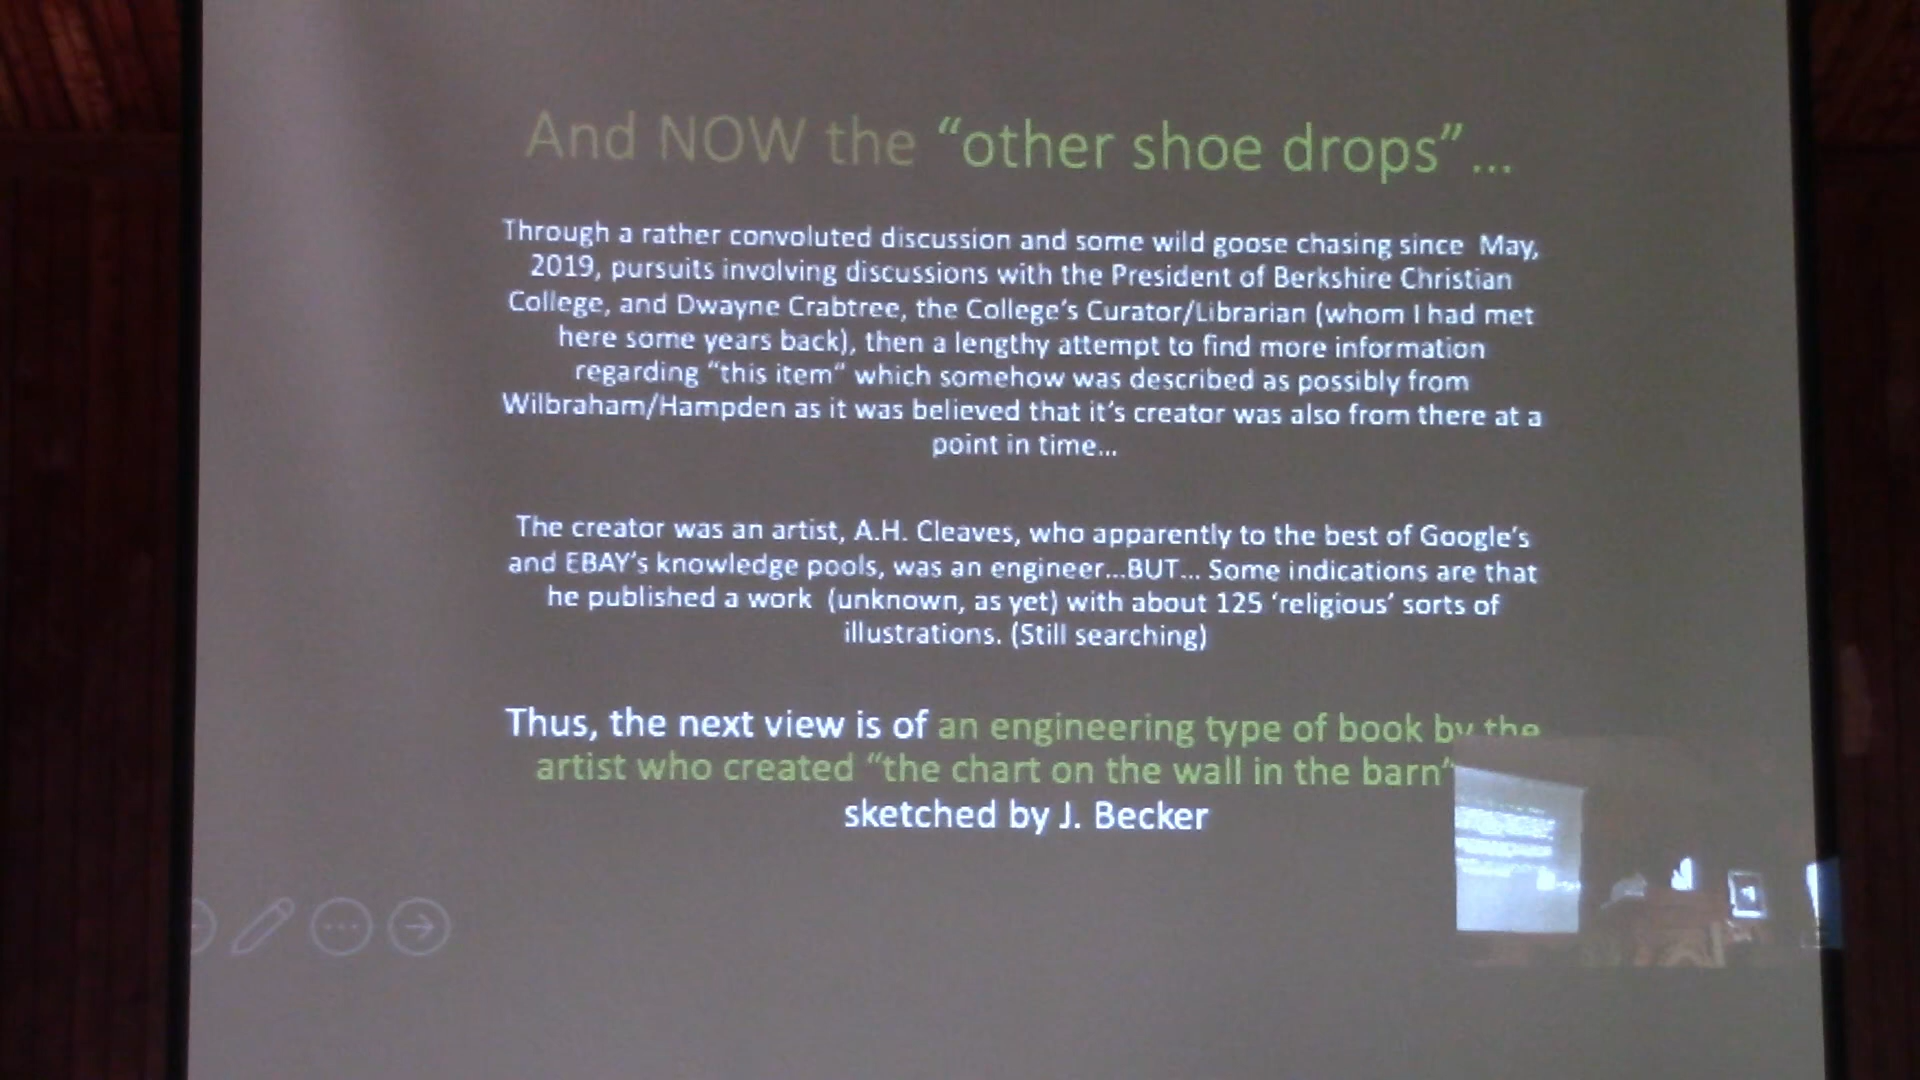 And NOW the “other shoe drops”...
Through a rather convoluted discussion and some wild goose chasing since May,
2019, pursuits involving discussions with the President of Berkshire Christian
College, and Dwayne Crabtree, the College’s Curator/Librarian (whom I had met
here some years back), then a lengthy attempt to find more information
regarding “this item” which somehow was described as possibly from
Wilbraham/Hampden as it was believed that it’s creator was also from there at a
point in time...
The creator was an artist, A.H. Cleaves, who apparently to the best of Google’s
and EBAY’s knowledge pools, was an engineer...BUT... Some indications are that
he published a work (unknown, as yet) with about 125 ‘religious’ sorts of
illustrations. (Still searching)
Thus, the next view is of an engineering type of book by the
artist who created “the chart on the wall in the barn”
sketched by J. Becker